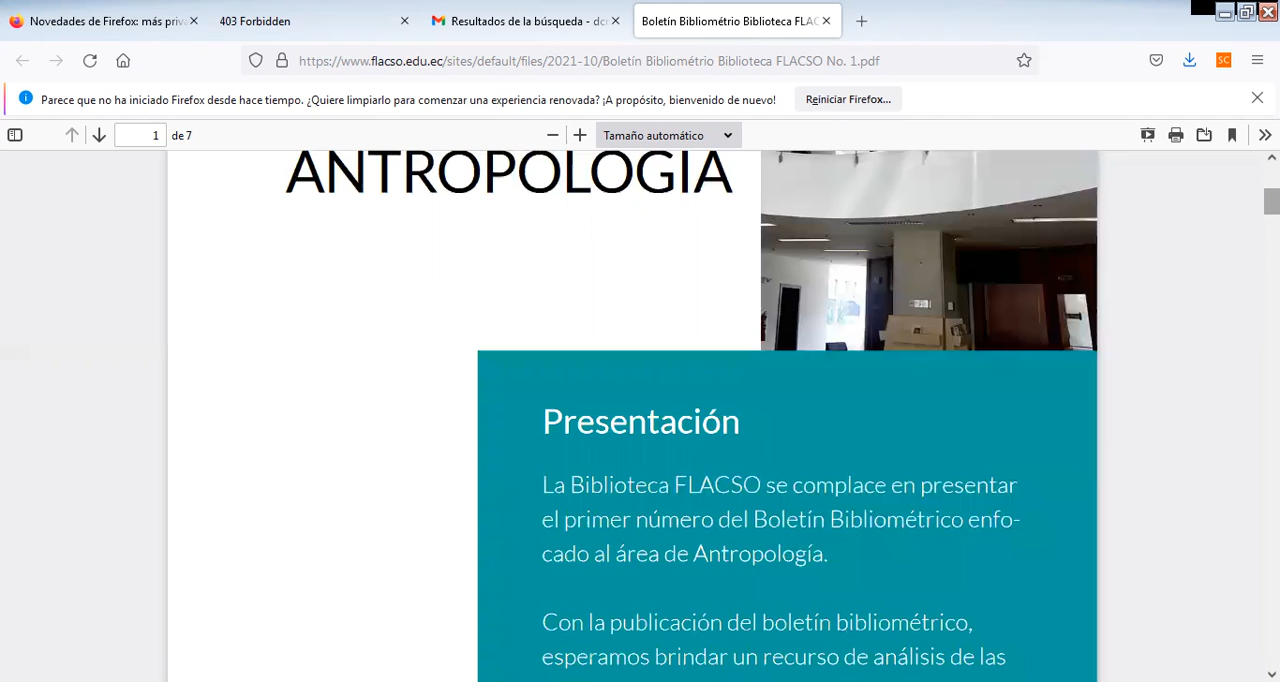 Novedades de Firefox: más priva
403 Forbidden
Resultados de la búsqueda - dc
Boletín Bibliométrio Biblioteca FLAC
https://www.flacso.edu.ec/sites/default/files/2021-10/Boletín Bibliométrio Biblioteca FLACSO No. 1.pdf
SC
Parece que no ha iniciado Firefox desde hace tiempo. ¿Quiere limpiarlo para comenzar una experiencia renovada? ¡A propósito, bienvenido de nuevo!
Reiniciar Firefox...
1 de 7
Tamaño automático
ANTROPOLOGÍA
Presentación
La Biblioteca FLACSO se complace en presentar
el primer número del Boletín Bibliométrico enfo-
cado al área de Antropología.
Con la publicación del boletín bibliométrico,
esperamos brindar un recurso de análisis de las